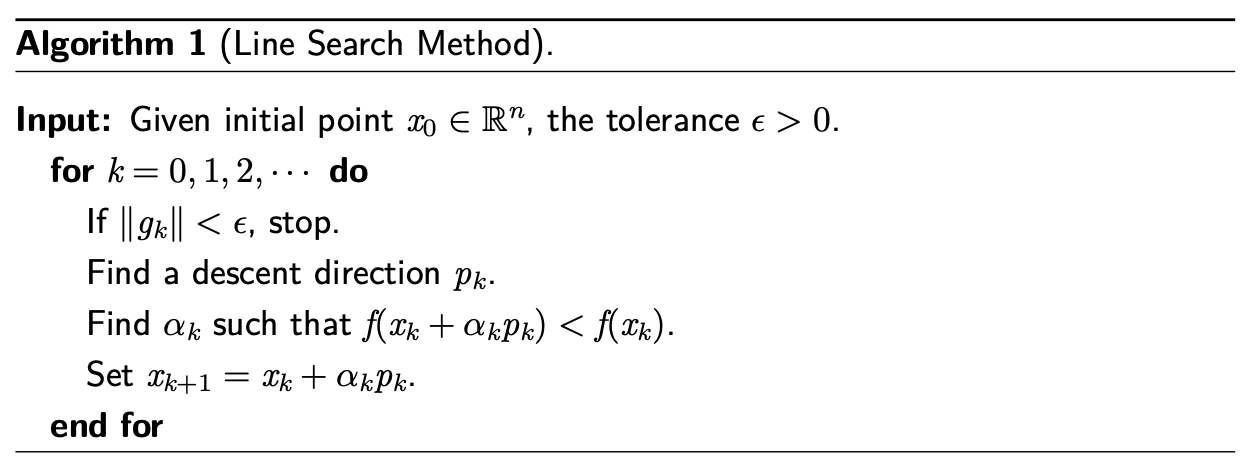 Algorithm 1 (Line Search Method).
Input: Given initial point $x_0 \in \mathbb{R}^n$, the tolerance $\epsilon > 0$.
for $k = 0, 1, 2, \cdots$ do
If $\|g_k\| < \epsilon$, stop.
Find a descent direction $p_k$.
Find $\alpha_k$ such that $f(x_k + \alpha_k p_k) < f(x_k)$.
Set $x_{k+1} = x_k + \alpha_k p_k$.
end for